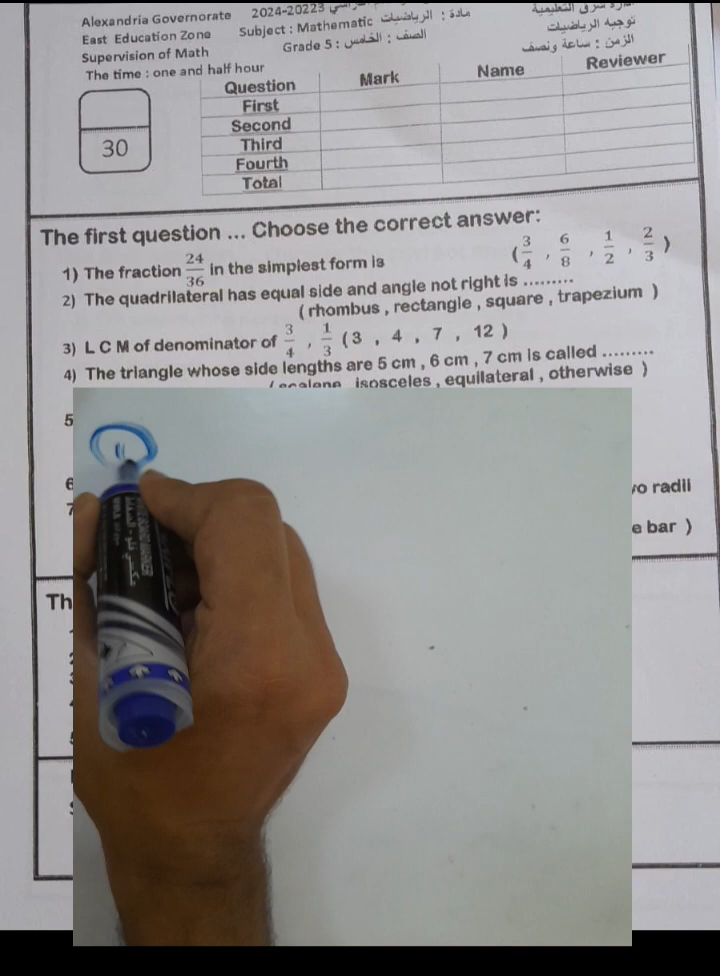 Alexandria Governorate
East Education Zone
Supervision of Math
The time : one and half hour
2024-20223
Subject : Mathematic مادة : الرياضيات
Grade 5 : الصف : الخامس
توجيه الرياضيات
الزمن : ساعة ونصف
30
Question Mark Name Reviewer
First
Second
Third
Fourth
Total
The first question ... Choose the correct answer:
1) The fraction 24/36 in the simplest form is ( 3/4 , 6/8 , 1/2 , 2/3 )
2) The quadrilateral has equal side and angle not right is .........
( rhombus , rectangle , square , trapezium )
3) L C M of denominator of 3/4 , 1/3 ( 3 , 4 , 7 , 12 )
4) The triangle whose side lengths are 5 cm , 6 cm , 7 cm is called .........
( scalene isosceles , equilateral , otherwise )
5
6
radii
7
bar )
Th